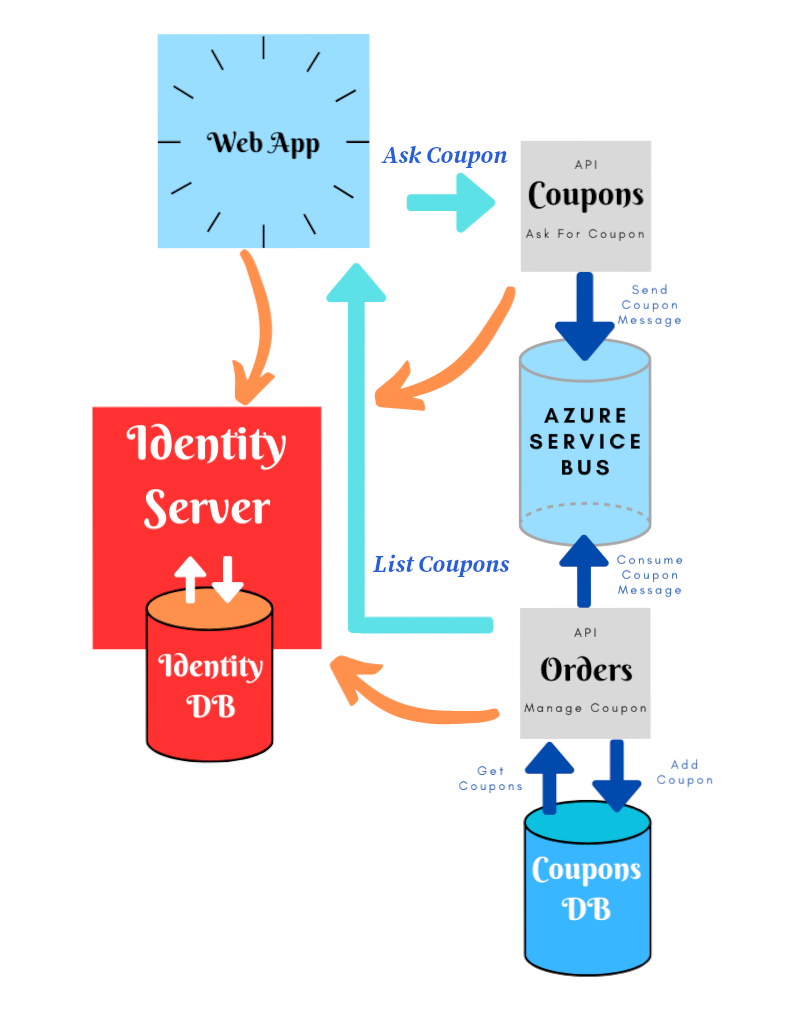 Web App
Ask Coupon
API
Coupons
Ask For Coupon
Send
Coupon
Message
Identity
Server
AZURE
SERVICE
BUS
List Coupons
Consume
Coupon
Message
API
Orders
Manage Coupon
Identity
DB
Get
Coupons
Add
Coupon
Coupons
DB